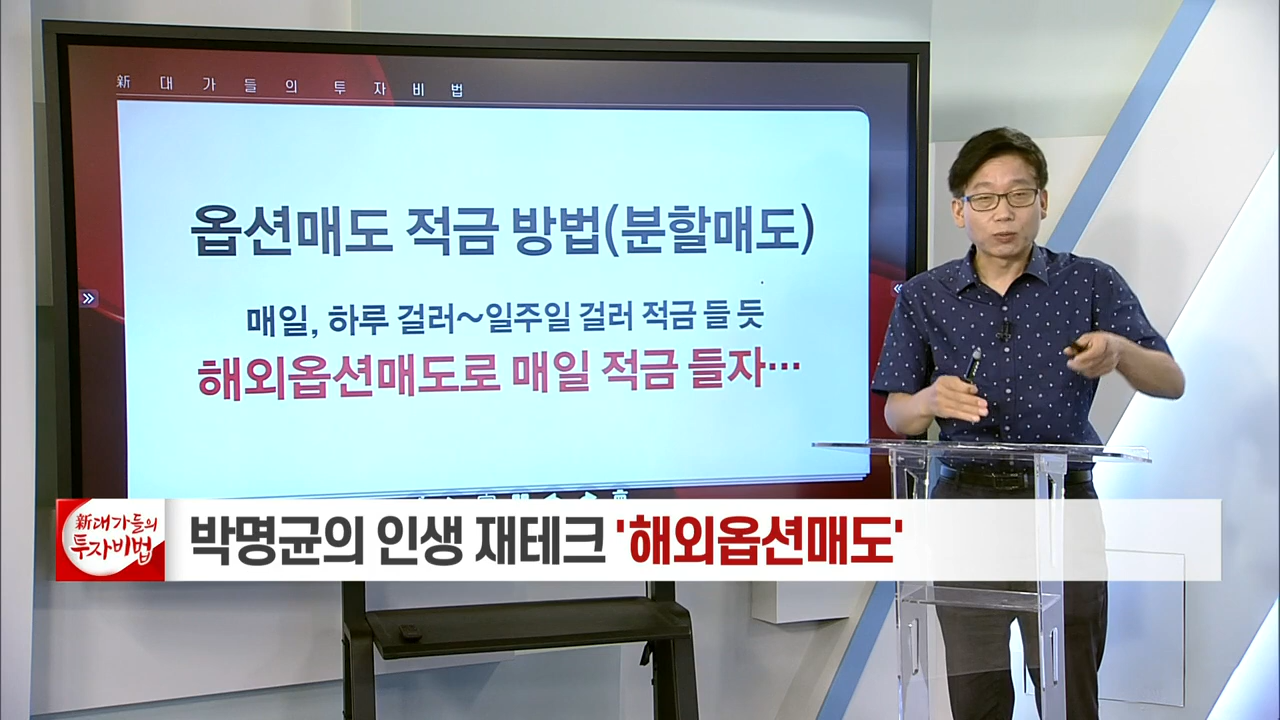 新 대 가 들 의 투 자 비 법
옵션매도 적금 방법(분할매도)
매일, 하루 걸러~일주일 걸러 적금 들 듯
해외옵션매도로 매일 적금 들자…
新대가들의
투자비법
박명균의 인생 재테크 '해외옵션매도'